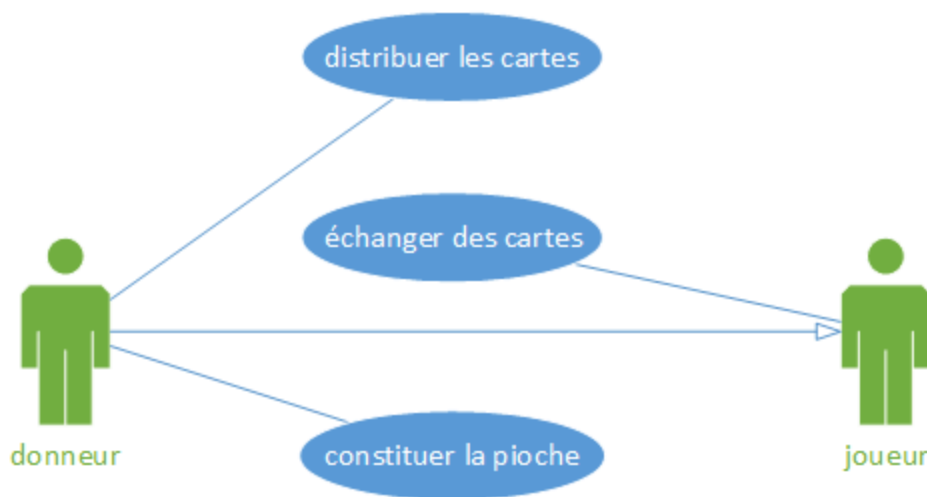 distribuer les cartes
échanger des cartes
donneur
constituer la pioche
joueur